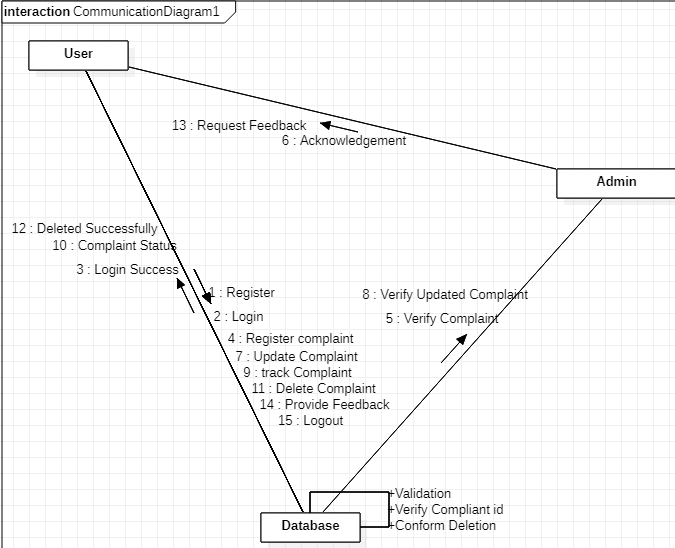 interaction CommunicationDiagram1
User
13 : Request Feedback
6 : Acknowledgement
Admin
12 : Deleted Successfully
10 : Complaint Status
3 : Login Success
1 : Register
2 : Login
4 : Register complaint
7 : Update Complaint
9 : track Complaint
11 : Delete Complaint
14 : Provide Feedback
15 : Logout
8 : Verify Updated Complaint
5 : Verify Complaint
Database
+Validation
+Verify Compliant id
+Conform Deletion